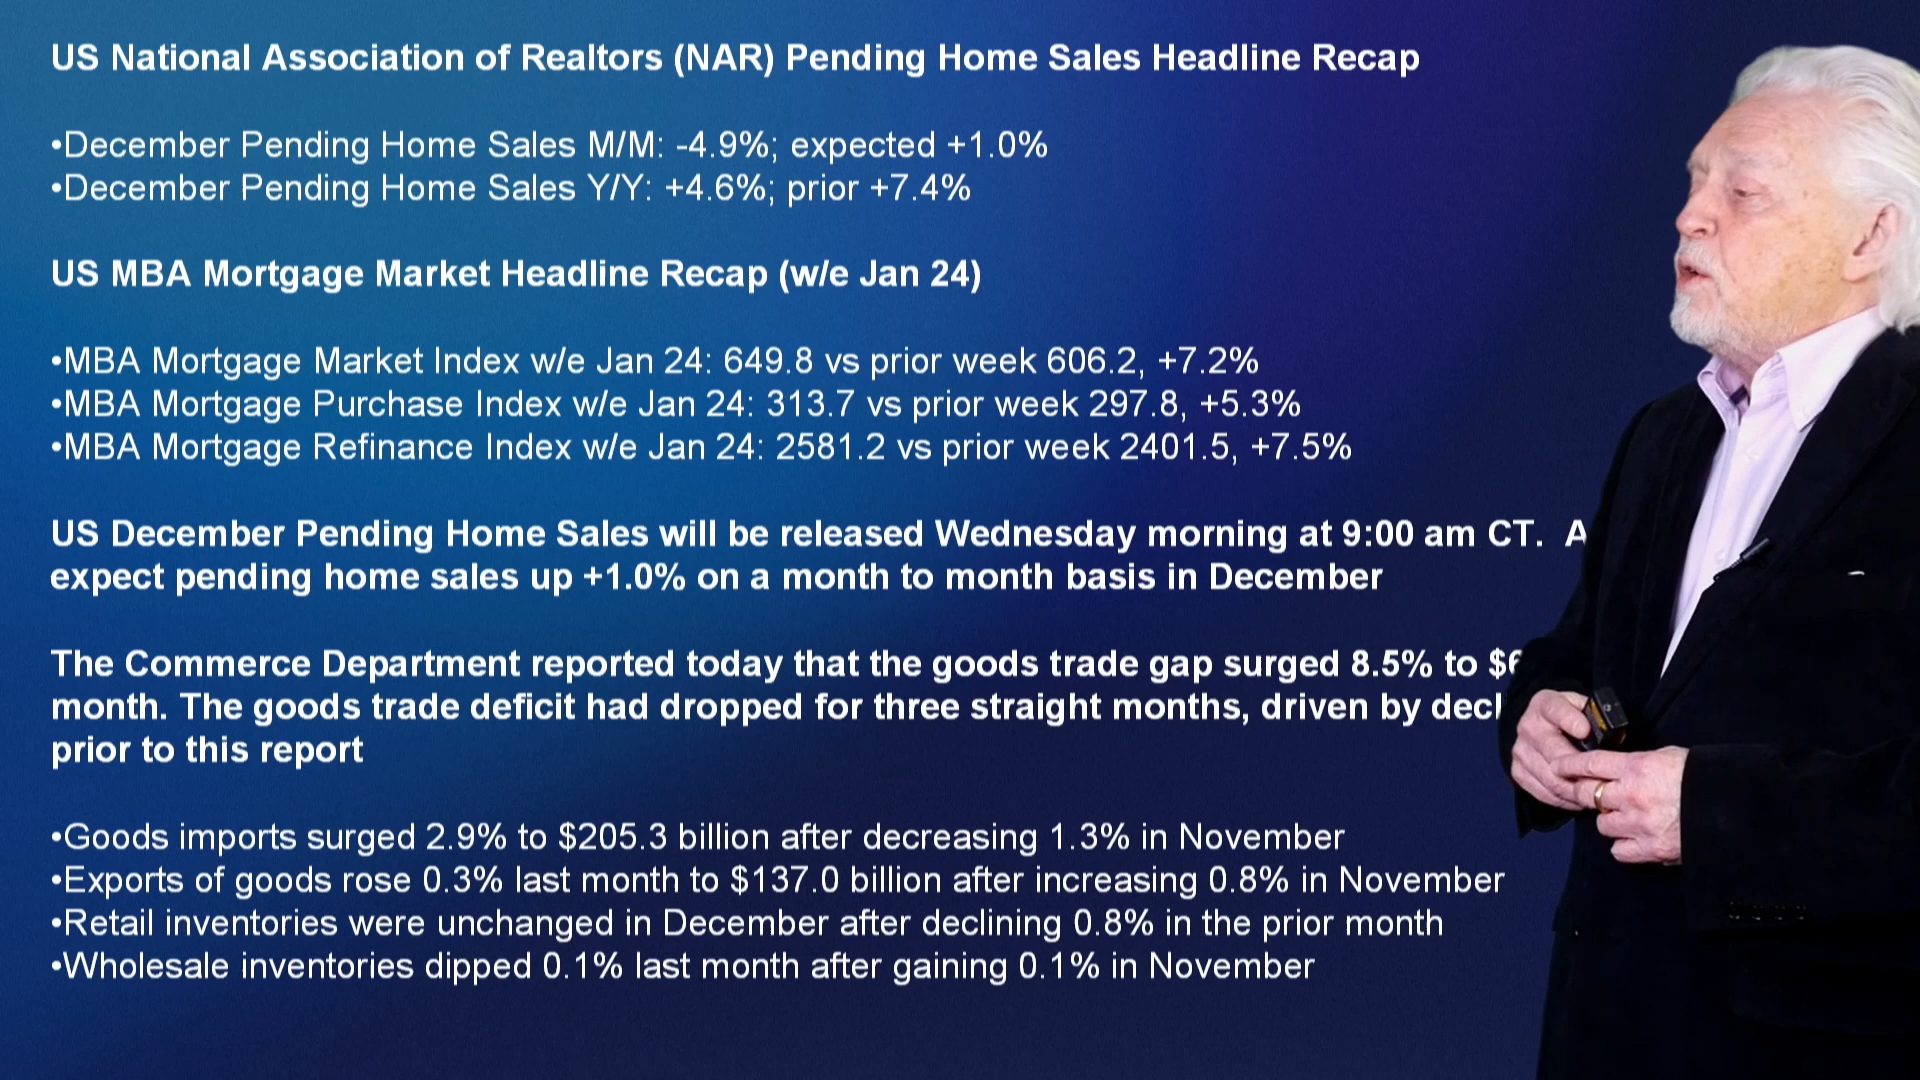 US National Association of Realtors (NAR) Pending Home Sales Headline Recap
•December Pending Home Sales M/M: -4.9%; expected +1.0%
•December Pending Home Sales Y/Y: +4.6%; prior +7.4%
US MBA Mortgage Market Headline Recap (w/e Jan 24)
•MBA Mortgage Market Index w/e Jan 24: 649.8 vs prior week 606.2, +7.2%
•MBA Mortgage Purchase Index w/e Jan 24: 313.7 vs prior week 297.8, +5.3%
•MBA Mortgage Refinance Index w/e Jan 24: 2581.2 vs prior week 2401.5, +7.5%
US December Pending Home Sales will be released Wednesday morning at 9:00 am CT.
expect pending home sales up +1.0% on a month to month basis in December
The Commerce Department reported today that the goods trade gap surged 8.5% to
month. The goods trade deficit had dropped for three straight months, driven by
prior to this report
•Goods imports surged 2.9% to $205.3 billion after decreasing 1.3% in November
•Exports of goods rose 0.3% last month to $137.0 billion after increasing 0.8% in November
•Retail inventories were unchanged in December after declining 0.8% in the prior month
•Wholesale inventories dipped 0.1% last month after gaining 0.1% in November